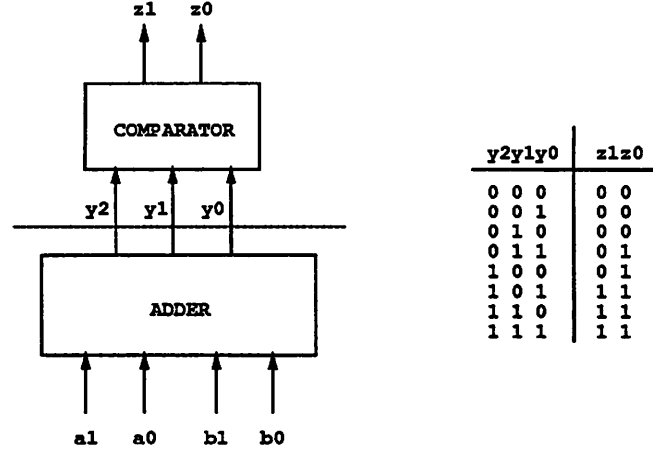 z1 z0
COMPARATOR
y2 y1 y0
ADDER
a1 a0 b1 b0
y2y1y0 z1z0
0 0 0 0 0
0 0 1 0 0
0 1 0 0 0
0 1 1 0 1
1 0 0 0 1
1 0 1 1 1
1 1 0 1 1
1 1 1 1 1